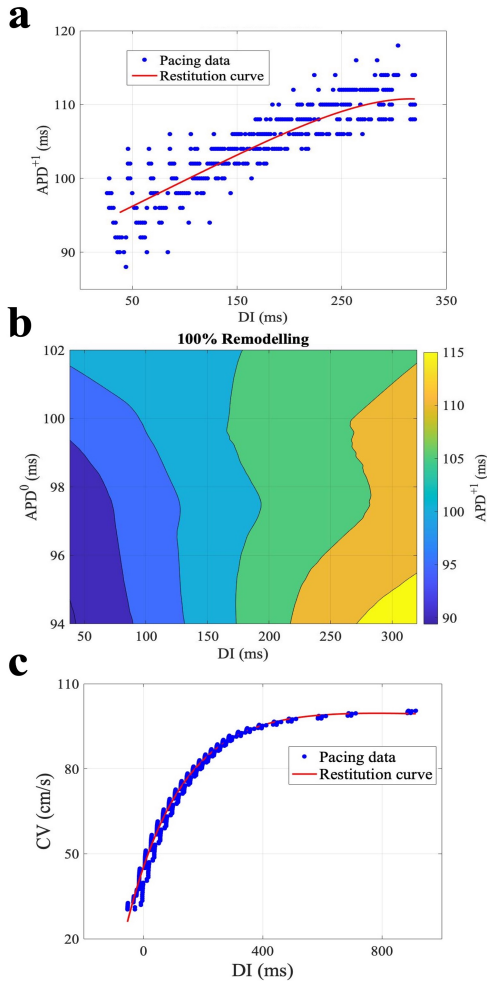 a
120
110
100
90
APD+1 (ms)
Pacing data
Restitution curve
50
150
250
350
DI (ms)
b
100% Remodelling
102
100
98
96
94
APD0 (ms)
50
100
150
200
250
300
DI (ms)
115
110
105
100
95
90
APD+1 (ms)
c
110
80
50
20
CV (cm/s)
Pacing data
Restitution curve
0
400
800
DI (ms)